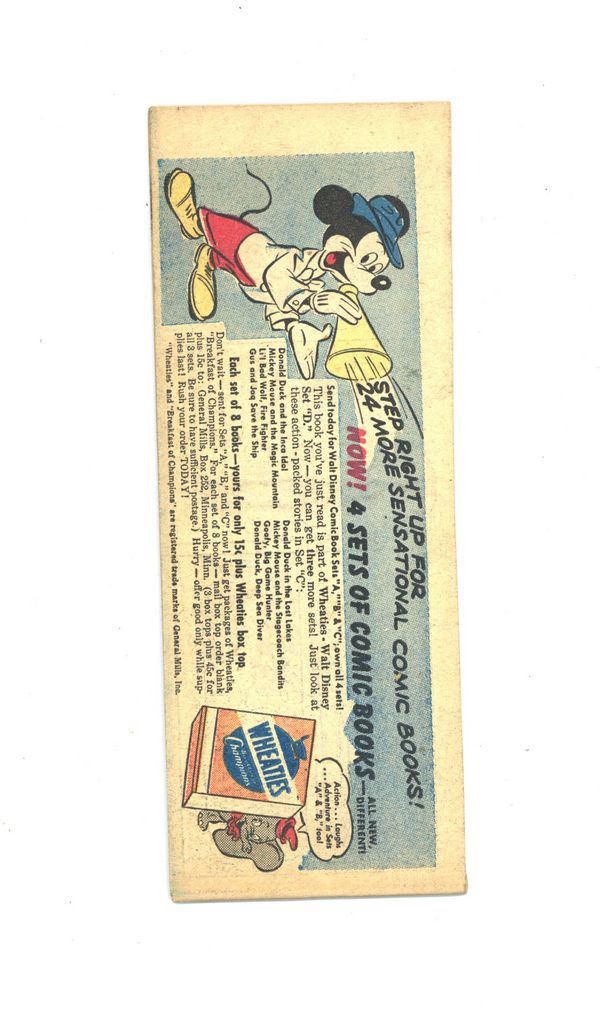 STEP RIGHT UP FOR
24 MORE SENSATIONAL COMIC BOOKS!
NOW! 4 SETS OF COMIC BOOKS—
ALL NEW,
DIFFERENT!
Send today for Walt Disney Comic Book Sets "A," "B" & "C"; own all 4 sets!
This book you've just read is part of Wheaties - Walt Disney
Set "D." Now—you can get three more sets! Just look at
these action-packed stories in Set "C":
Donald Duck and the Inca Idol
Mickey Mouse and the Magic Mountain
Li'l Bad Wolf, Fire Fighter
Gus and Jaq Save the Ship
Donald Duck in the Lost Lakes
Mickey Mouse and the Stagecoach Bandits
Goofy, Big Game Hunter
Donald Duck, Deep Sea Diver
Each set of 8 books—yours for only 15¢ plus Wheaties box top.
Don't wait—sent for Sets "A," "B," and "C" now! Just get packages of Wheaties,
"Breakfast of Champions." For each set of 8 books—mail box top order blank
plus 15c to: General Mills, Box 252, Minneapolis, Minn. (3 box tops plus 45c for
all 3 sets. Be sure to have sufficient postage.) Hurry—offer good only while sup-
plies last! Rush your order TODAY!
"Wheaties" and "Breakfast of Champions" are registered trade marks of General Mills, Inc.
Action... Laughs
...Adventure in Sets
"A" & "B," too!
WHEATIES
Champions